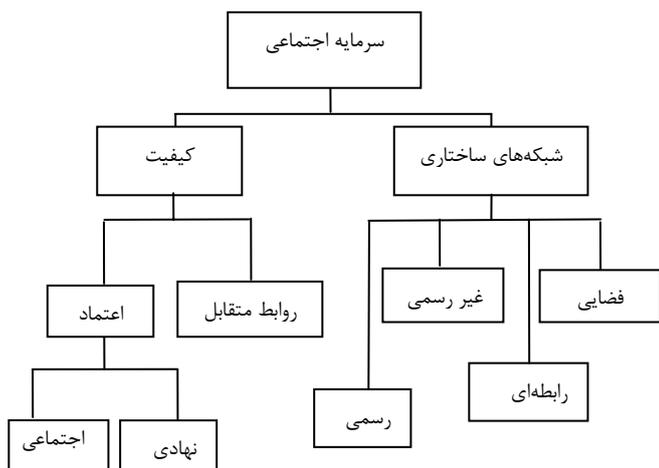 سرمایه اجتماعی
شبکه‌های ساختاری
کیفیت
فضایی
غیر رسمی
روابط متقابل
اعتماد
رابطه‌ای
رسمی
نهادی
اجتماعی